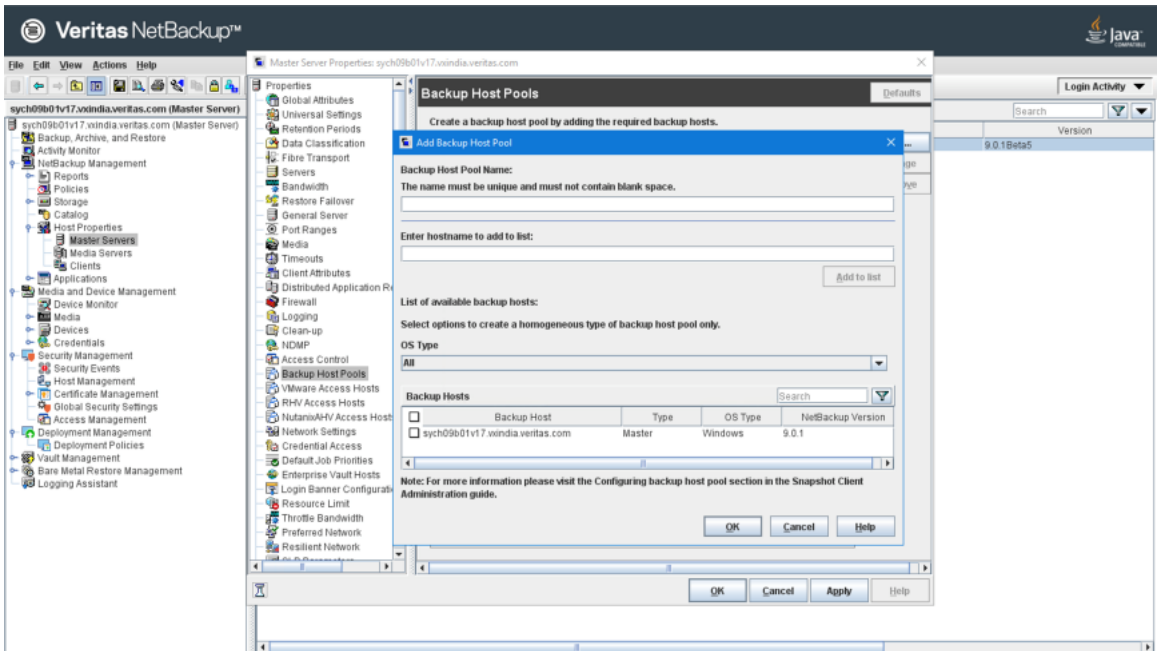 Veritas NetBackup™
Java
COMPATIBLE
File Edit View Actions Help
Login Activity
sych09b01v17.vxindia.veritas.com (Master Server)
sych09b01v17.vxindia.veritas.com (Master Server)
Backup, Archive, and Restore
Activity Monitor
NetBackup Management
Reports
Policies
Storage
Catalog
Host Properties
Master Servers
Media Servers
Clients
Applications
Media and Device Management
Device Monitor
Media
Devices
Credentials
Security Management
Security Events
Host Management
Certificate Management
Global Security Settings
Access Management
Deployment Management
Deployment Policies
Vault Management
Bare Metal Restore Management
Logging Assistant
Master Server Properties: sych09b01v17.vxindia.veritas.com
Properties
Global Attributes
Universal Settings
Retention Periods
Data Classification
Fibre Transport
Servers
Bandwidth
Restore Failover
General Server
Port Ranges
Media
Timeouts
Client Attributes
Distributed Application R
Firewall
Logging
Clean-up
NDMP
Access Control
Backup Host Pools
VMware Access Hosts
RHV Access Hosts
NutanixAHV Access Host
Network Settings
Credential Access
Default Job Priorities
Enterprise Vault Hosts
Login Banner Configurati
Resource Limit
Throttle Bandwidth
Preferred Network
Resilient Network
Backup Host Pools
Defaults
Create a backup host pool by adding the required backup hosts.
Add Backup Host Pool
...
ge
ove
Backup Host Pool Name:
The name must be unique and must not contain blank space.
Enter hostname to add to list:
Add to list
List of available backup hosts:
Select options to create a homogeneous type of backup host pool only.
OS Type
All
Backup Hosts
Search
Backup Host Type OS Type NetBackup Version
sych09b01v17.vxindia.veritas.com Master Windows 9.0.1
Note: For more information please visit the Configuring backup host pool section in the Snapshot Client
Administration guide.
OK Cancel Help
OK Cancel Apply Help
Search
Version
9.0.1Beta5